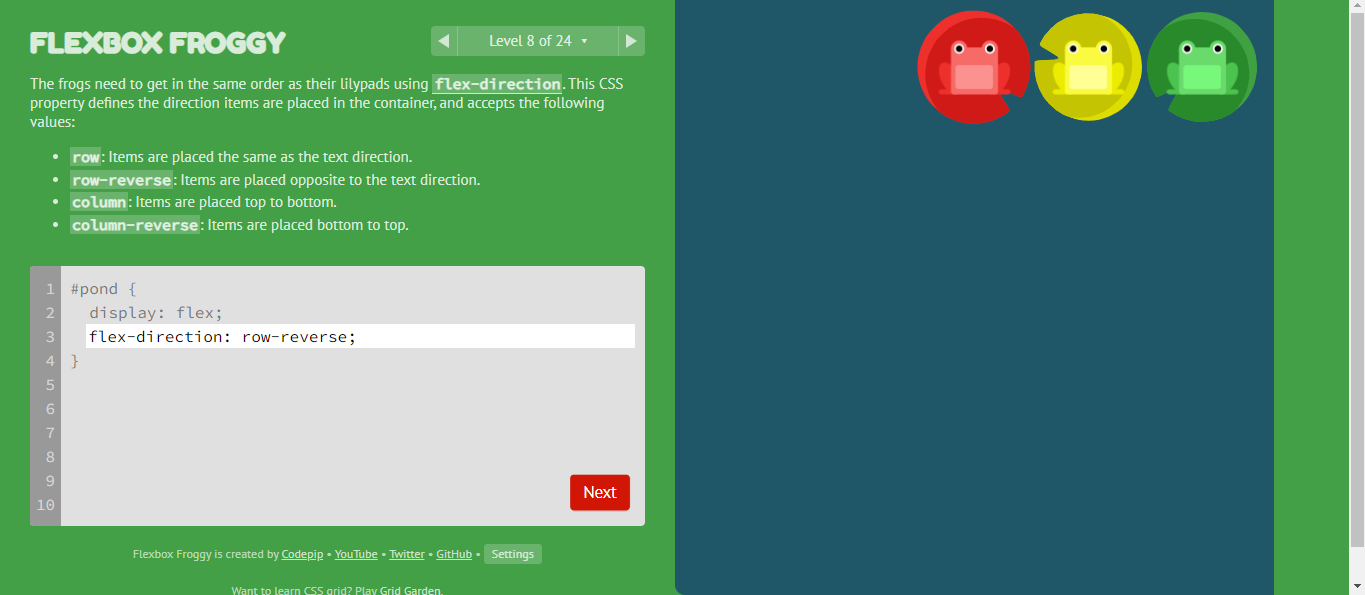 FLEXBOX FROGGY
Level 8 of 24
The frogs need to get in the same order as their lilypads using flex-direction. This CSS
property defines the direction items are placed in the container, and accepts the following
values:
• row: Items are placed the same as the text direction.
• row-reverse: Items are placed opposite to the text direction.
• column: Items are placed top to bottom.
• column-reverse: Items are placed bottom to top.
1 #pond {
2 display: flex;
3 flex-direction: row-reverse;
4 }
5
6
7
8
9
10
Next
Flexbox Froggy is created by Codepip • YouTube • Twitter • GitHub • Settings
Want to learn CSS grid? Play Grid Garden.